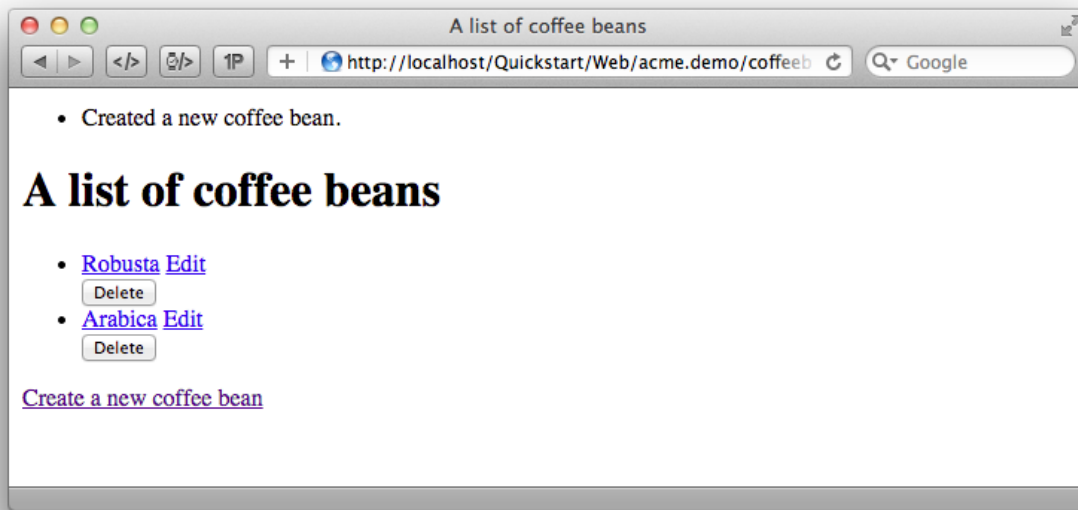 A list of coffee beans
</> 1P + http://localhost/Quickstart/Web/acme.demo/coffeeb Google
• Created a new coffee bean.
A list of coffee beans
• Robusta Edit
Delete
• Arabica Edit
Delete
Create a new coffee bean